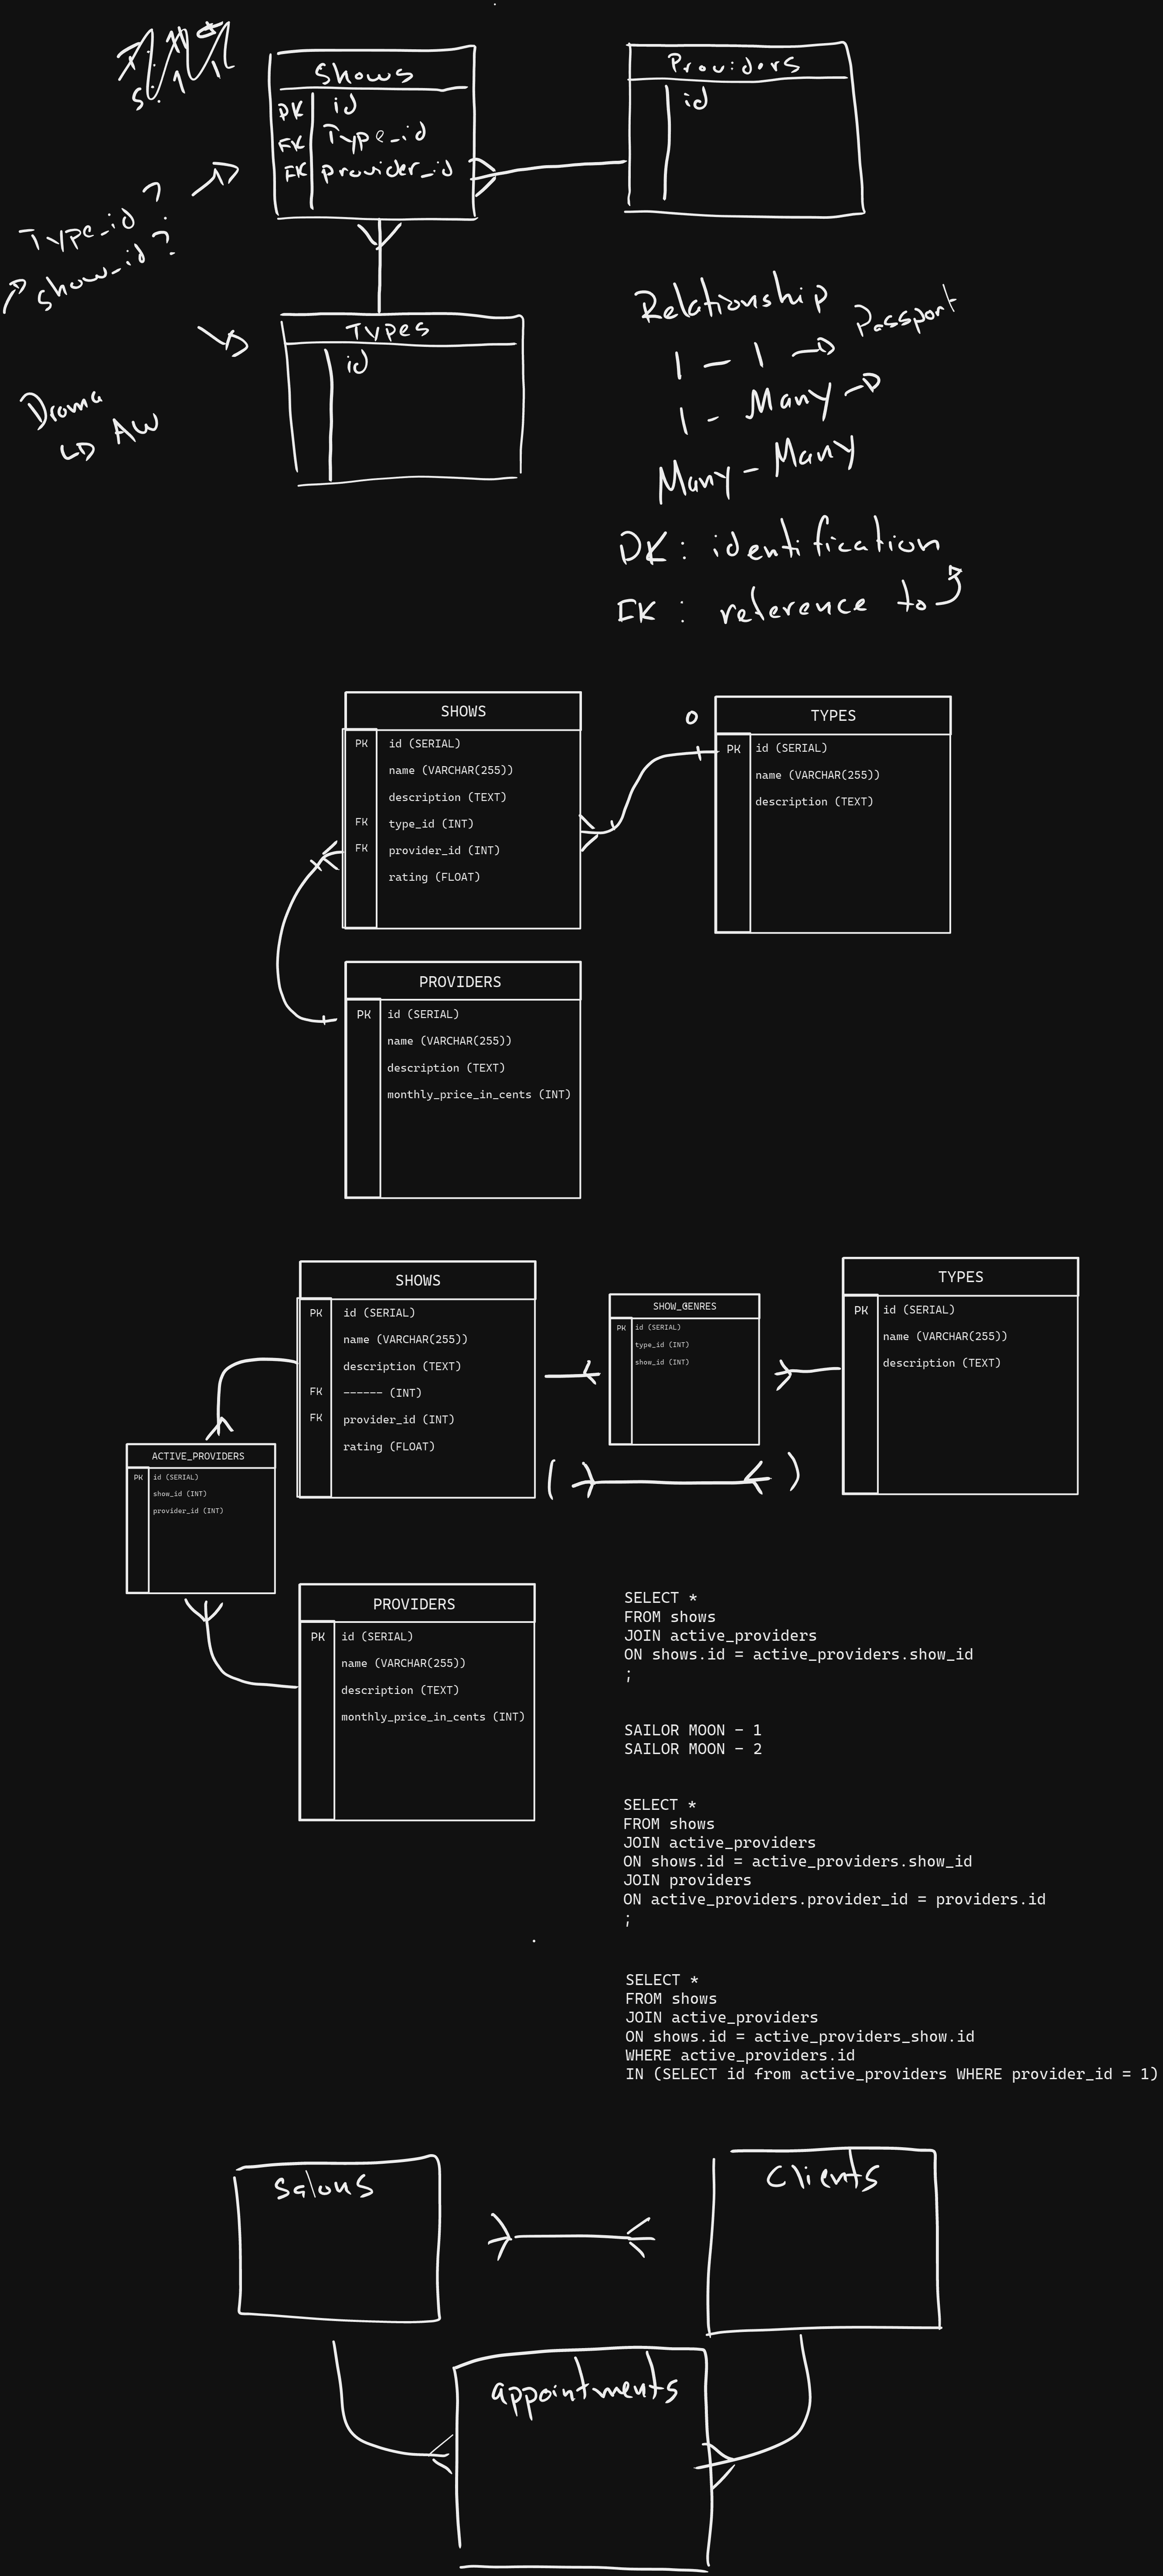 Shows
PK id
FK Type_id
FK provider_id
Providers
id
Type_id?
show_id?
Types
id
Drama
AW
Relationship
1 - 1 Passport
1 - Many
Many - Many
PK: identification
FK: reference to
SHOWS
PK id (SERIAL)
name (VARCHAR(255))
description (TEXT)
FK type_id (INT)
FK provider_id (INT)
rating (FLOAT)
O
TYPES
PK id (SERIAL)
name (VARCHAR(255))
description (TEXT)
PROVIDERS
PK id (SERIAL)
name (VARCHAR(255))
description (TEXT)
monthly_price_in_cents (INT)
SHOWS
PK id (SERIAL)
name (VARCHAR(255))
description (TEXT)
FK ------ (INT)
FK provider_id (INT)
rating (FLOAT)
SHOW_GENRES
PK id (SERIAL)
type_id (INT)
show_id (INT)
TYPES
PK id (SERIAL)
name (VARCHAR(255))
description (TEXT)
ACTIVE_PROVIDERS
PK id (SERIAL)
show_id (INT)
provider_id (INT)
( )
PROVIDERS
PK id (SERIAL)
name (VARCHAR(255))
description (TEXT)
monthly_price_in_cents (INT)
SELECT *
FROM shows
JOIN active_providers
ON shows.id = active_providers.show_id
;
SAILOR MOON - 1
SAILOR MOON - 2
SELECT *
FROM shows
JOIN active_providers
ON shows.id = active_providers.show_id
JOIN providers
ON active_providers.provider_id = providers.id
;
SELECT *
FROM shows
JOIN active_providers
ON shows.id = active_providers_show.id
WHERE active_providers.id
IN (SELECT id from active_providers WHERE provider_id = 1)
Salons
Clients
appointments